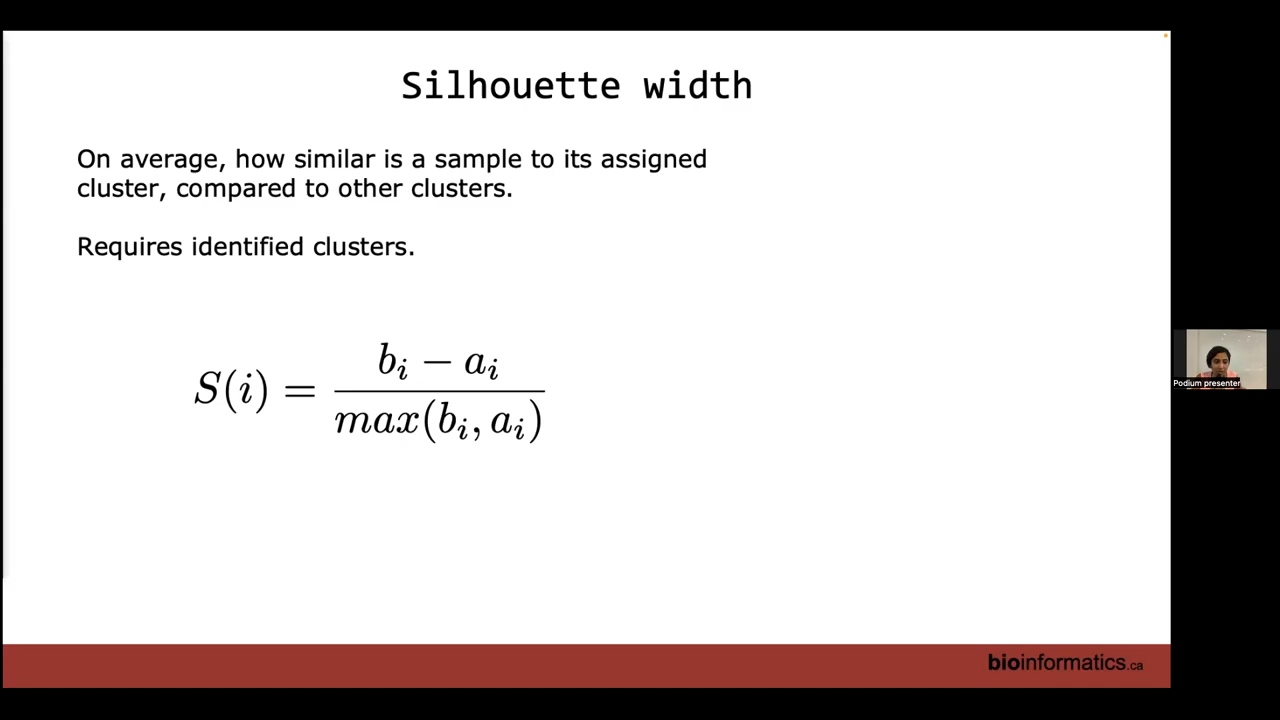 Silhouette width
On average, how similar is a sample to its assigned
cluster, compared to other clusters.
Requires identified clusters.
S(i) = \frac{b_i - a_i}{max(b_i, a_i)}
Podium presenter
bioinformatics.ca